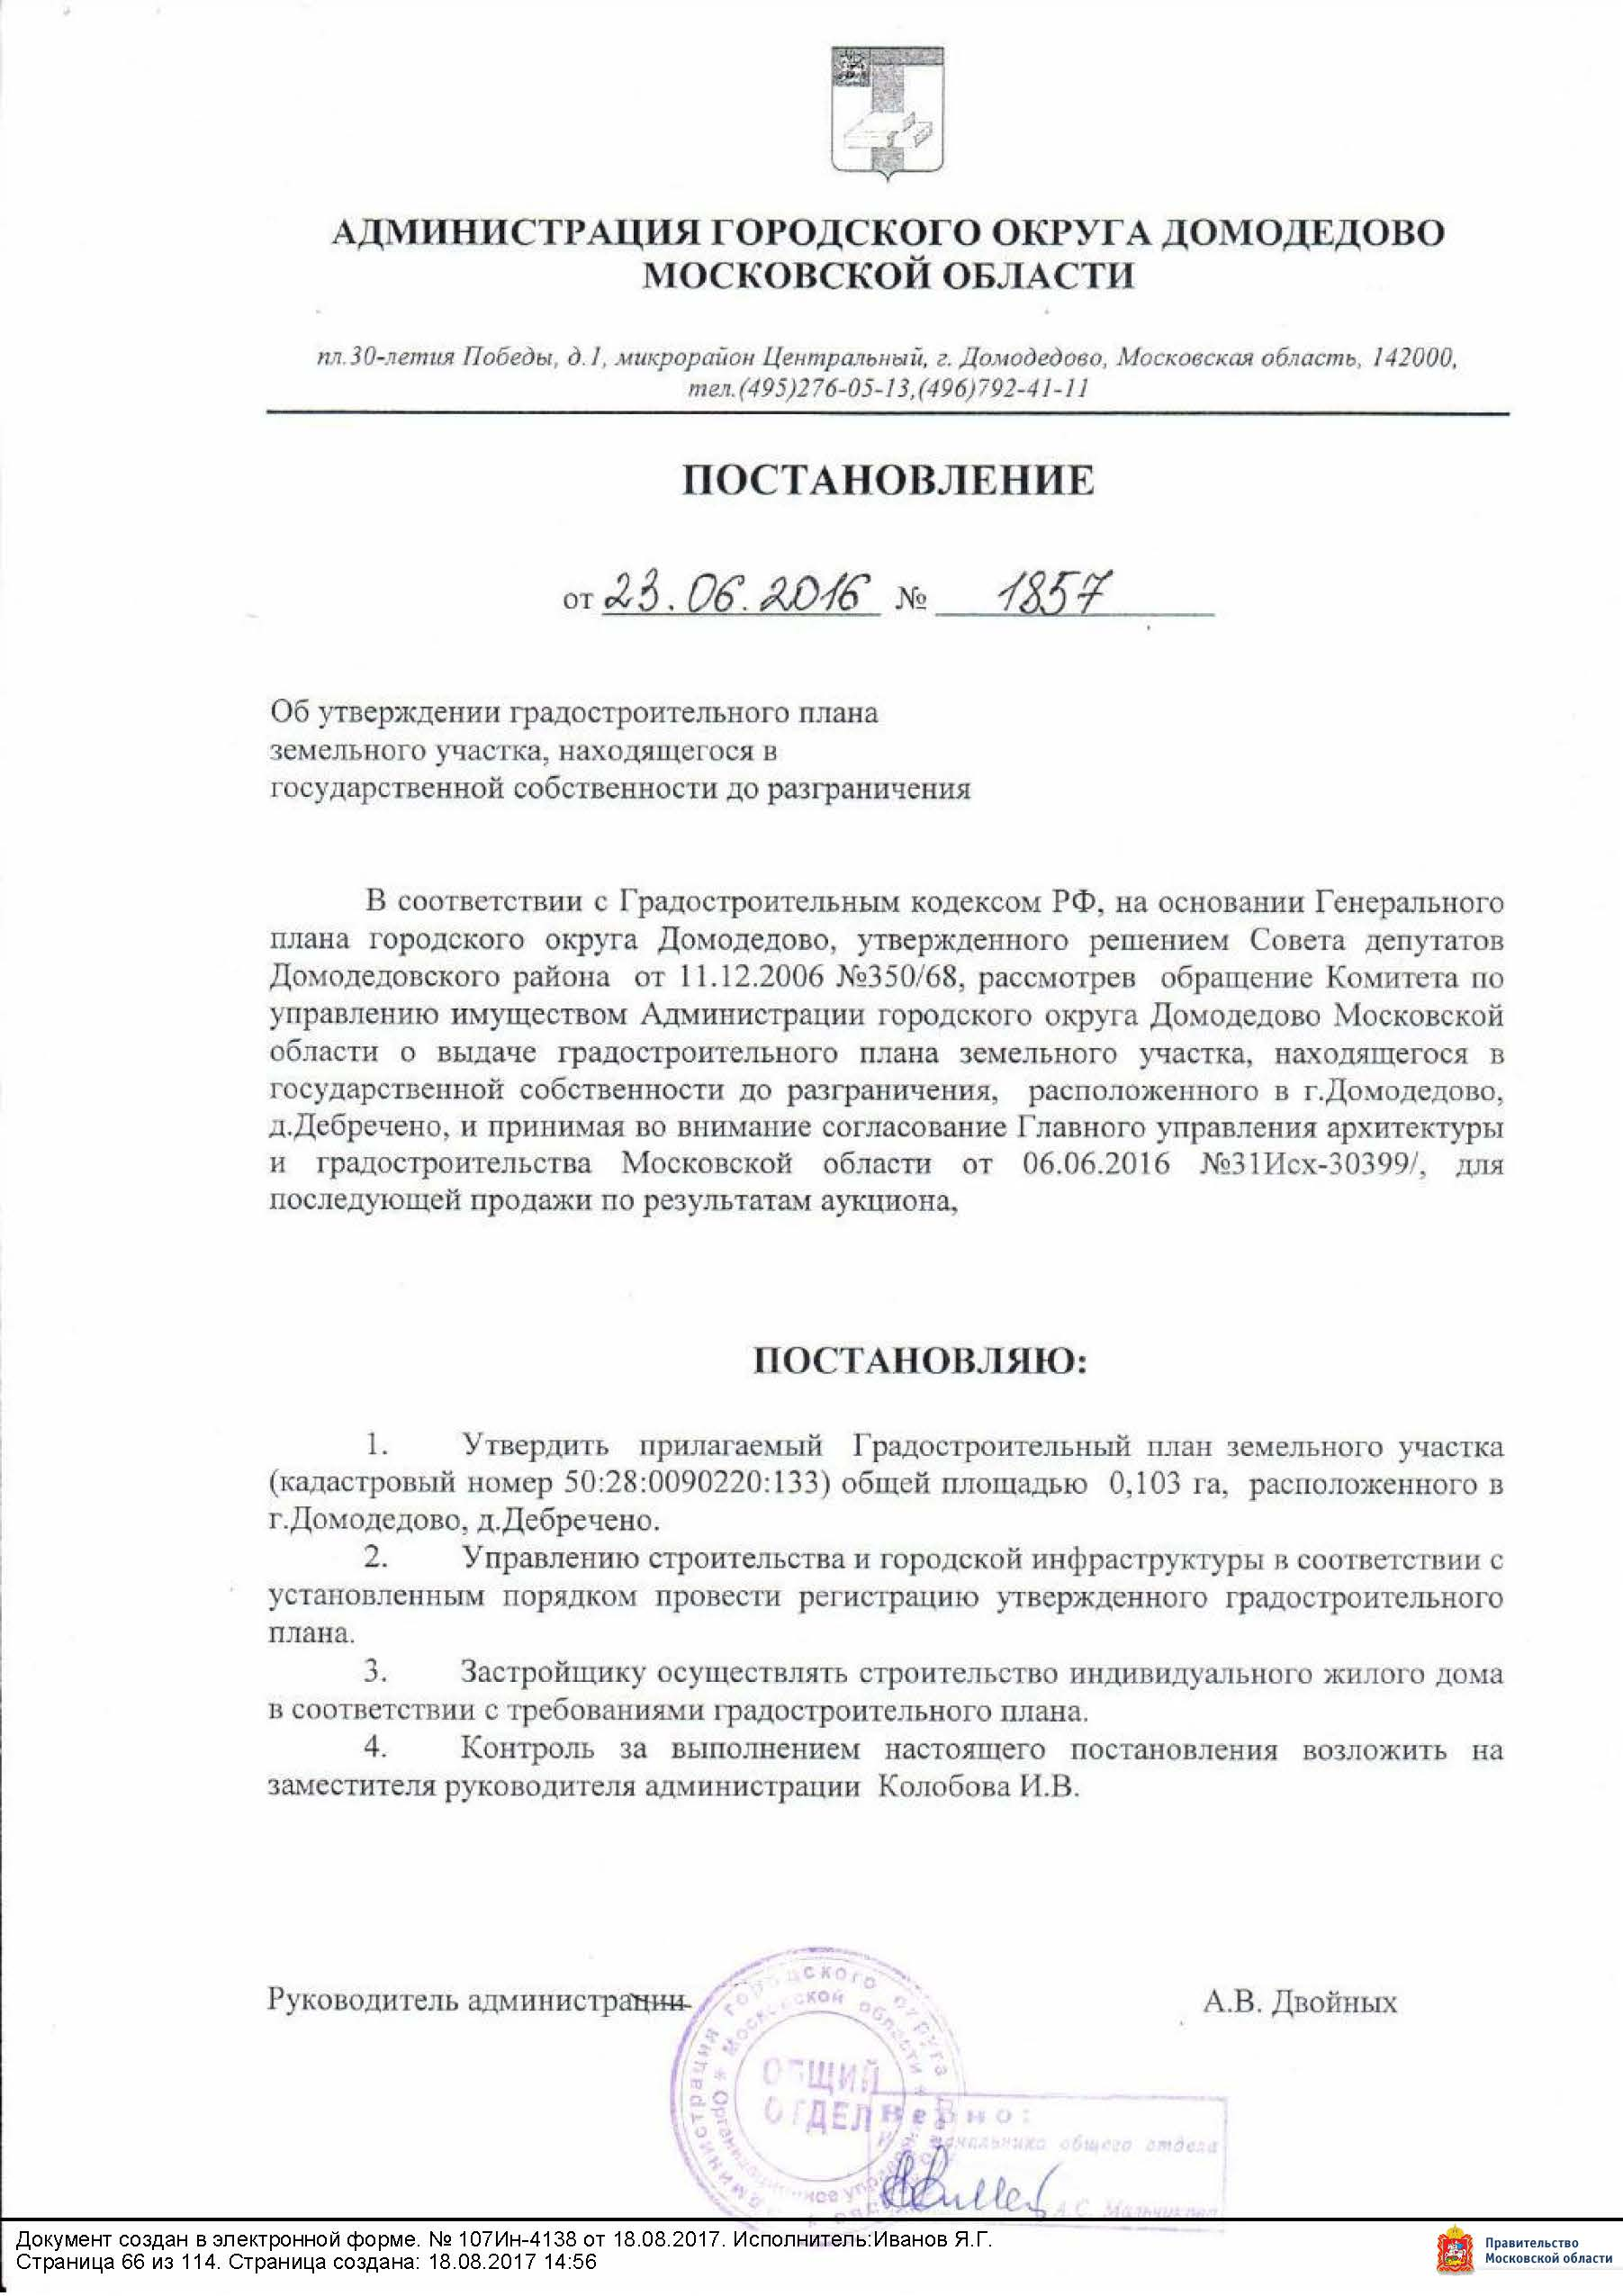 АДМИНИСТРАЦИЯ ГОРОДСКОГО ОКРУГА ДОМОДЕДОВО
МОСКОВСКОЙ ОБЛАСТИ
пл.30-летия Победы, д.1, микрорайон Центральный, г. Домодедово, Московская область, 142000,
тел.(495)276-05-13,(496)792-41-11
ПОСТАНОВЛЕНИЕ
от 23.06.2016 № 1857
Об утверждении градостроительного плана
земельного участка, находящегося в
государственной собственности до разграничения
В соответствии с Градостроительным кодексом РФ, на основании Генерального
плана городского округа Домодедово, утвержденного решением Совета депутатов
Домодедовского района от 11.12.2006 №350/68, рассмотрев обращение Комитета по
управлению имуществом Администрации городского округа Домодедово Московской
области о выдаче градостроительного плана земельного участка, находящегося в
государственной собственности до разграничения, расположенного в г.Домодедово,
д.Дебречено, и принимая во внимание согласование Главного управления архитектуры
и градостроительства Московской области от 06.06.2016 №31Исх-30399/, для
последующей продажи по результатам аукциона,
ПОСТАНОВЛЯЮ:
1. Утвердить прилагаемый Градостроительный план земельного участка
(кадастровый номер 50:28:0090220:133) общей площадью 0,103 га, расположенного в
г.Домодедово, д.Дебречено.
2. Управлению строительства и городской инфраструктуры в соответствии с
установленным порядком провести регистрацию утвержденного градостроительного
плана.
3. Застройщику осуществлять строительство индивидуального жилого дома
в соответствии с требованиями градостроительного плана.
4. Контроль за выполнением настоящего постановления возложить на
заместителя руководителя администрации Колобова И.В.
Руководитель администрации А.В. Двойных
Администрация городского округа
Московской области
ОБЩИЙ
ОТДЕЛ
начальника общего отдела
А.С.
Документ создан в электронной форме. № 107Ин-4138 от 18.08.2017. Исполнитель:Иванов Я.Г.
Страница 66 из 114. Страница создана: 18.08.2017 14:56
Правительство
Московской области